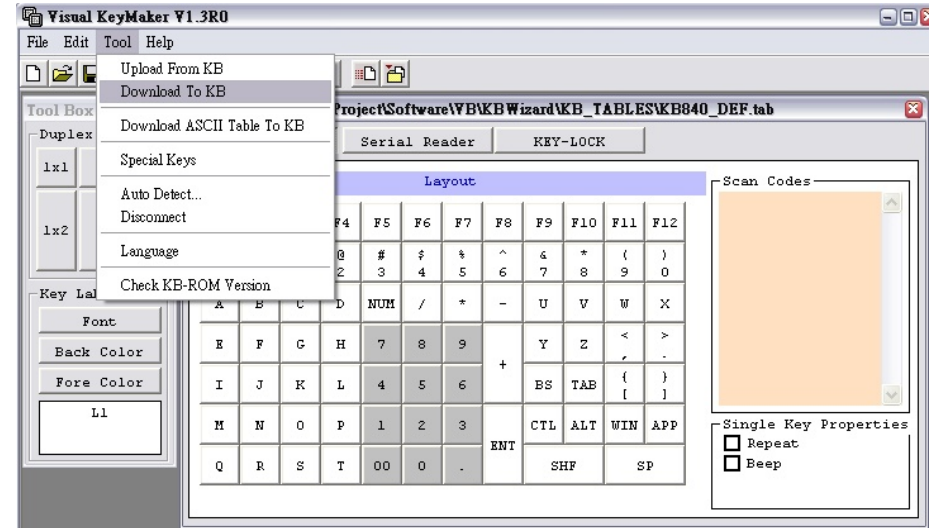 Visual KeyMaker V1.3R0
File Edit Tool Help
Upload From KB
Download To KB
Download ASCII Table To KB
Special Keys
Auto Detect...
Disconnect
Language
Check KB-ROM Version
Tool Box
Project\Software\VB\KBWizard\KB_TABLES\KB840_DEF.tab
Duplex
1x1
1x2
Serial Reader KEY-LOCK
Layout
Scan Codes
F4 F5 F6 F7 F8 F9 F10 F11 F12
@ # $ % ^ & * ( )
2 3 4 5 6 7 8 9 0
A B C D NUM / * - U V W X
E F G H 7 8 9 + Y Z < >
, .
I J K L 4 5 6 BS TAB { }
[ ]
M N O P 1 2 3 ENT CTL ALT WIN APP
Q R S T 00 0 . SHF SP
Key
Font
Back Color
Fore Color
L1
Single Key Properties
Repeat
Beep